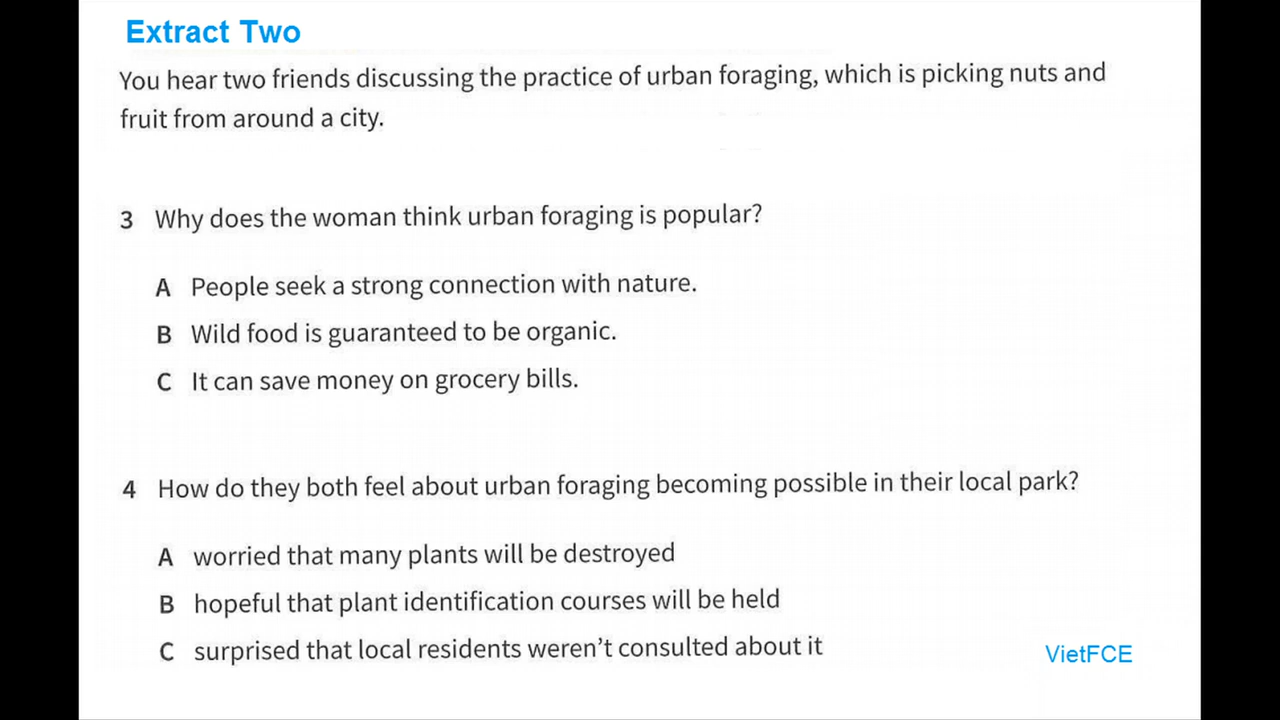 Extract Two
You hear two friends discussing the practice of urban foraging, which is picking nuts and
fruit from around a city.
3 Why does the woman think urban foraging is popular?
A People seek a strong connection with nature.
B Wild food is guaranteed to be organic.
C It can save money on grocery bills.
4 How do they both feel about urban foraging becoming possible in their local park?
A worried that many plants will be destroyed
B hopeful that plant identification courses will be held
C surprised that local residents weren’t consulted about it
VietFCE